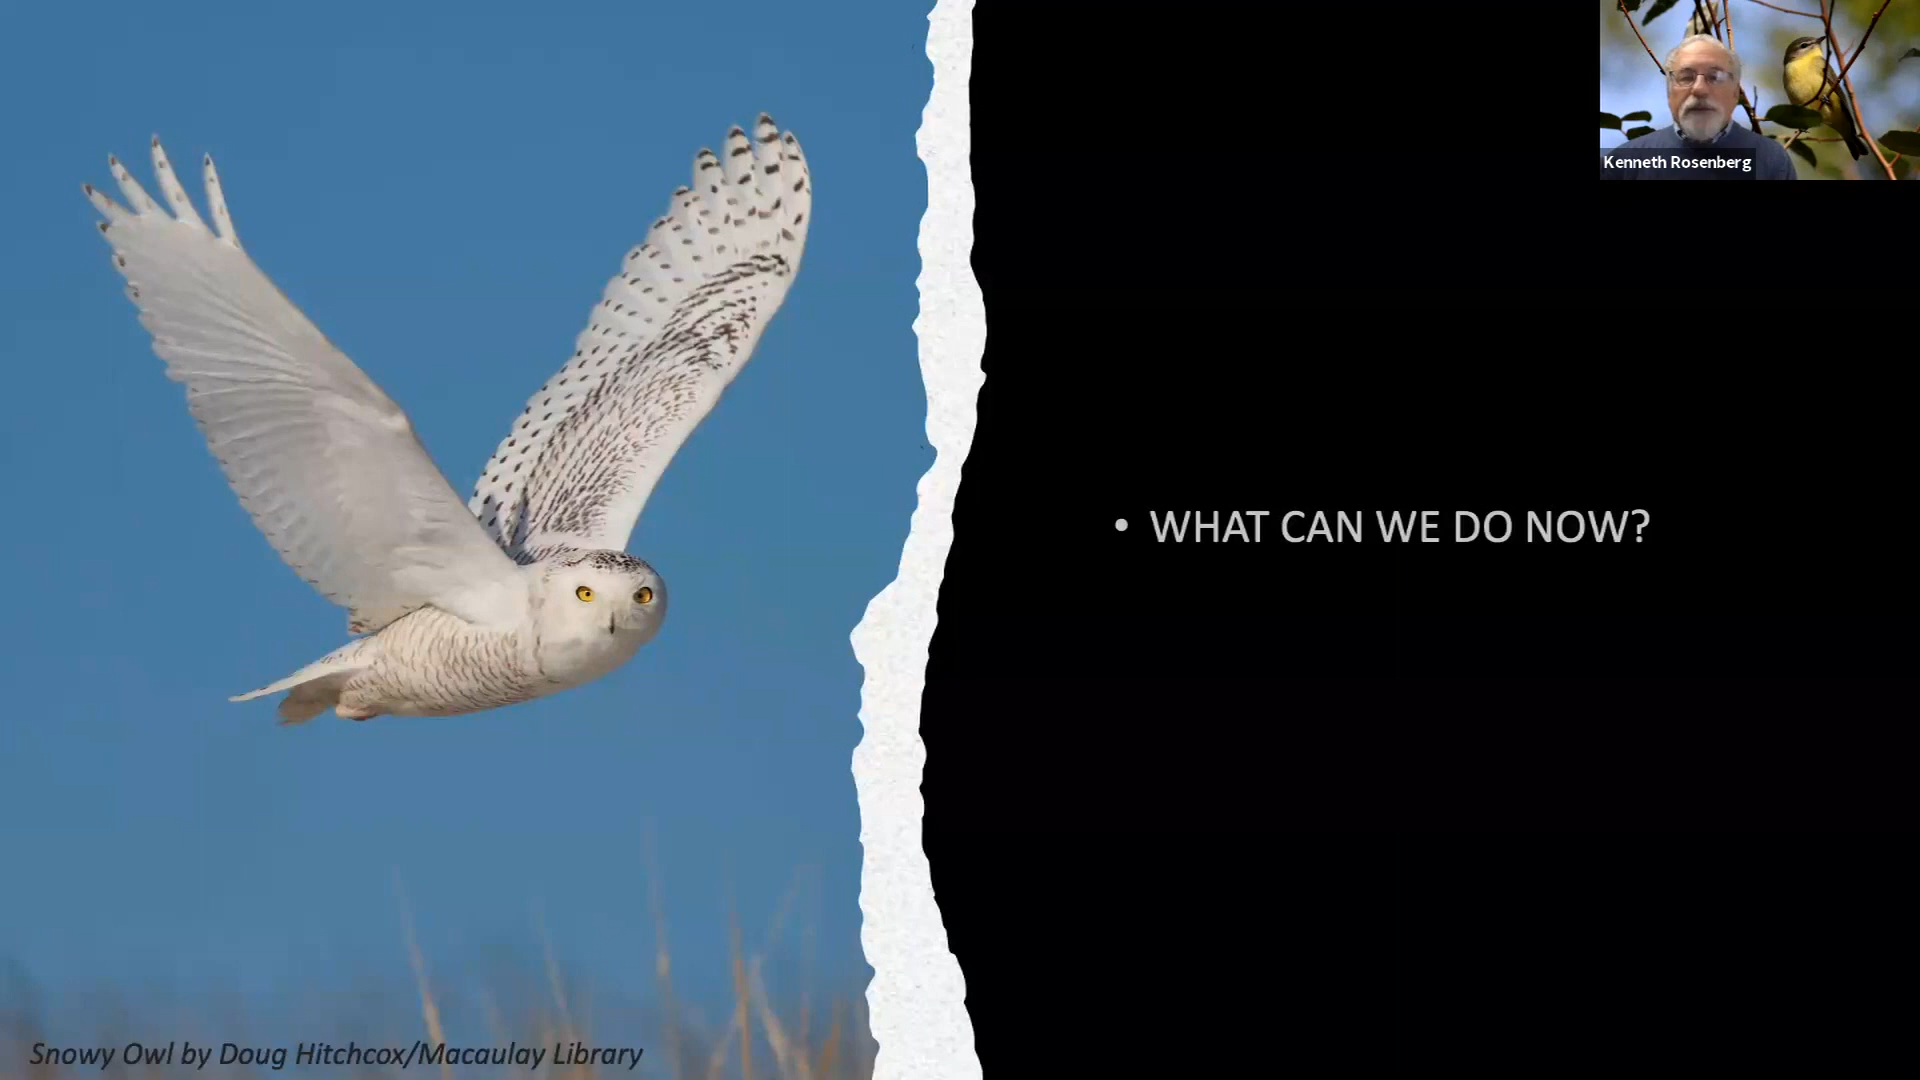 Kenneth Rosenberg
• WHAT CAN WE DO NOW?
Snowy Owl by Doug Hitchcox/Macaulay Library